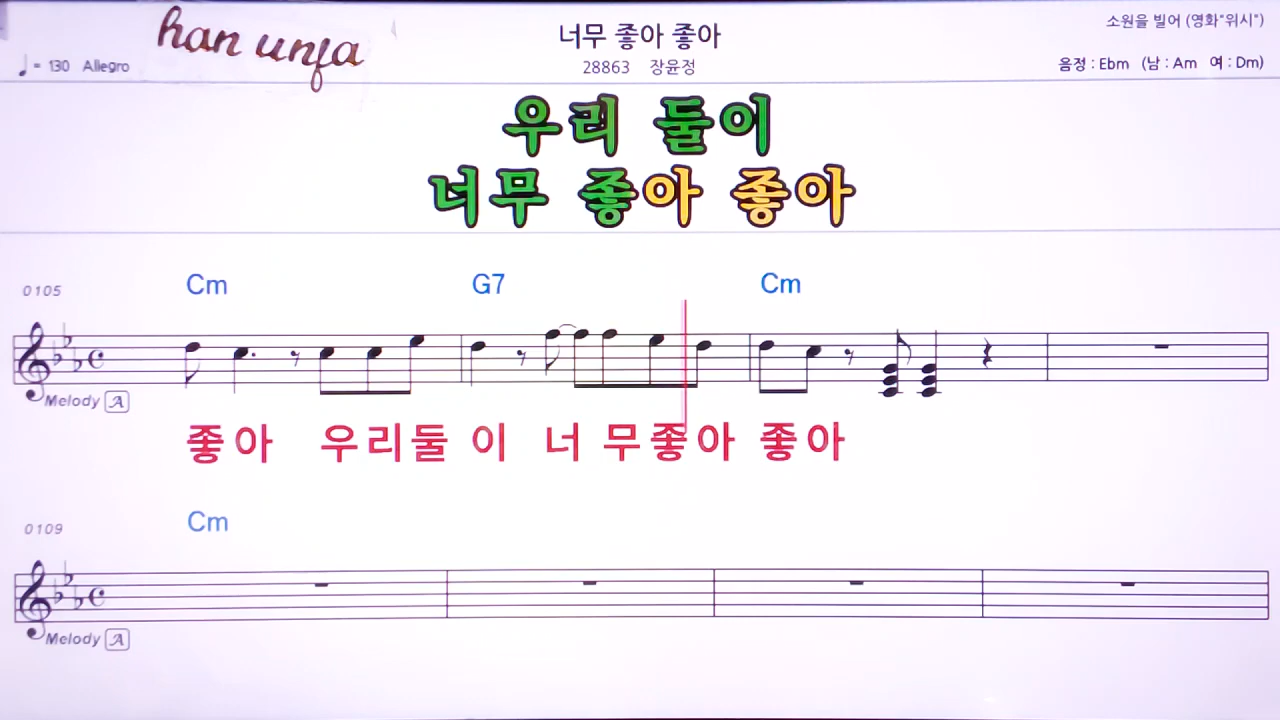 han unfa
너무 좋아 좋아
소원을 빌어 (영화"위시")
♩ = 130 Allegro
28863 장윤정
음정 : Ebm (남 : Am 여 : Dm)
우리 둘이
너무 좋아 좋아
0105
Cm G7 Cm
Melody A
좋아 우리둘 이 너 무좋아 좋아
0109
Cm
Melody A